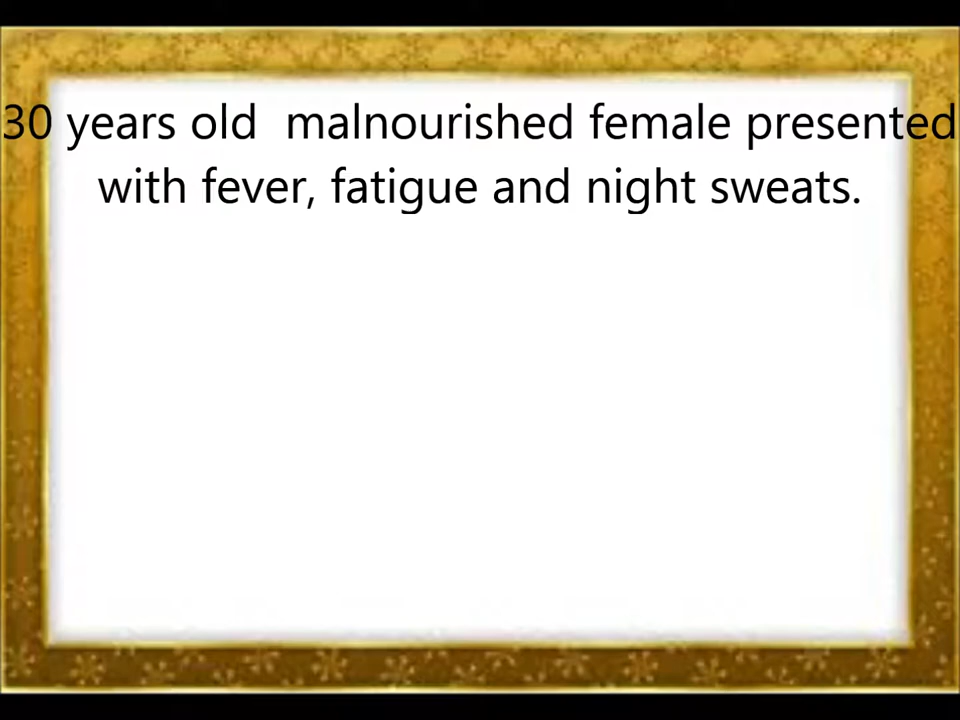 30 years old  malnourished female presented
with fever, fatigue and night sweats.